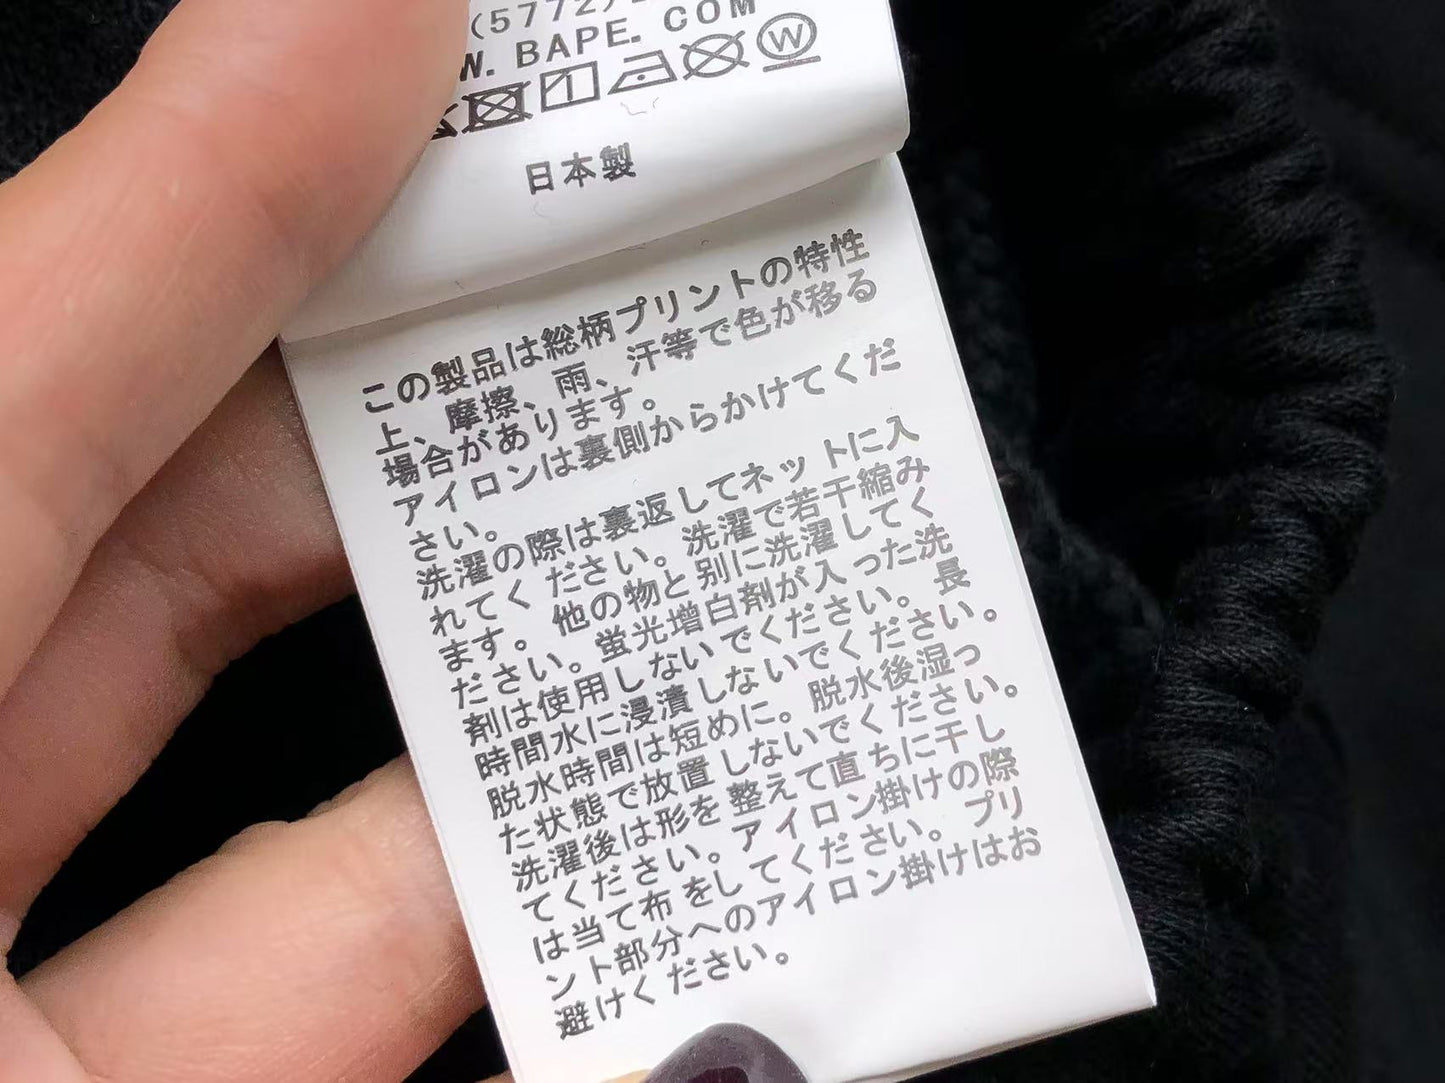 (5772)
W.BAPE.COM
W
日本製
この製品は総柄プリントの特性
上、摩擦、雨、汗等で色が移る
場合があります。
アイロンは裏側からかけてくだ
さい。
洗濯の際は裏返してネットに入
れてください。洗濯で若干縮み
ます。他の物と別に洗濯してく
ださい。蛍光増白剤が入った洗
剤は使用しないでください。長
時間水に浸漬しないでください。
脱水時間は短めに。脱水後湿っ
た状態で放置しないでください。
洗濯後は形を整えて直ちに干し
てください。アイロン掛けの際
は当て布をしてください。プリ
ント部分へのアイロン掛けはお
避けください。